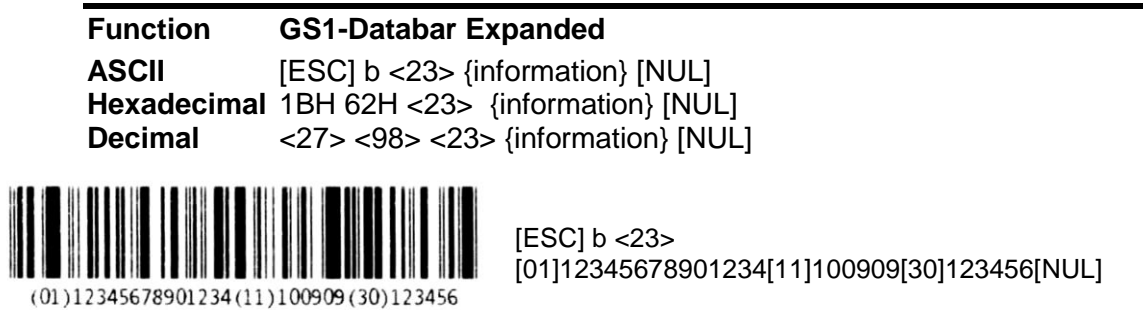 Function GS1-Databar Expanded
ASCII [ESC] b <23> {information} [NUL]
Hexadecimal 1BH 62H <23> {information} [NUL]
Decimal <27> <98> <23> {information} [NUL]
(01)12345678901234(11)100909(30)123456
[ESC] b <23>
[01]12345678901234[11]100909[30]123456[NUL]